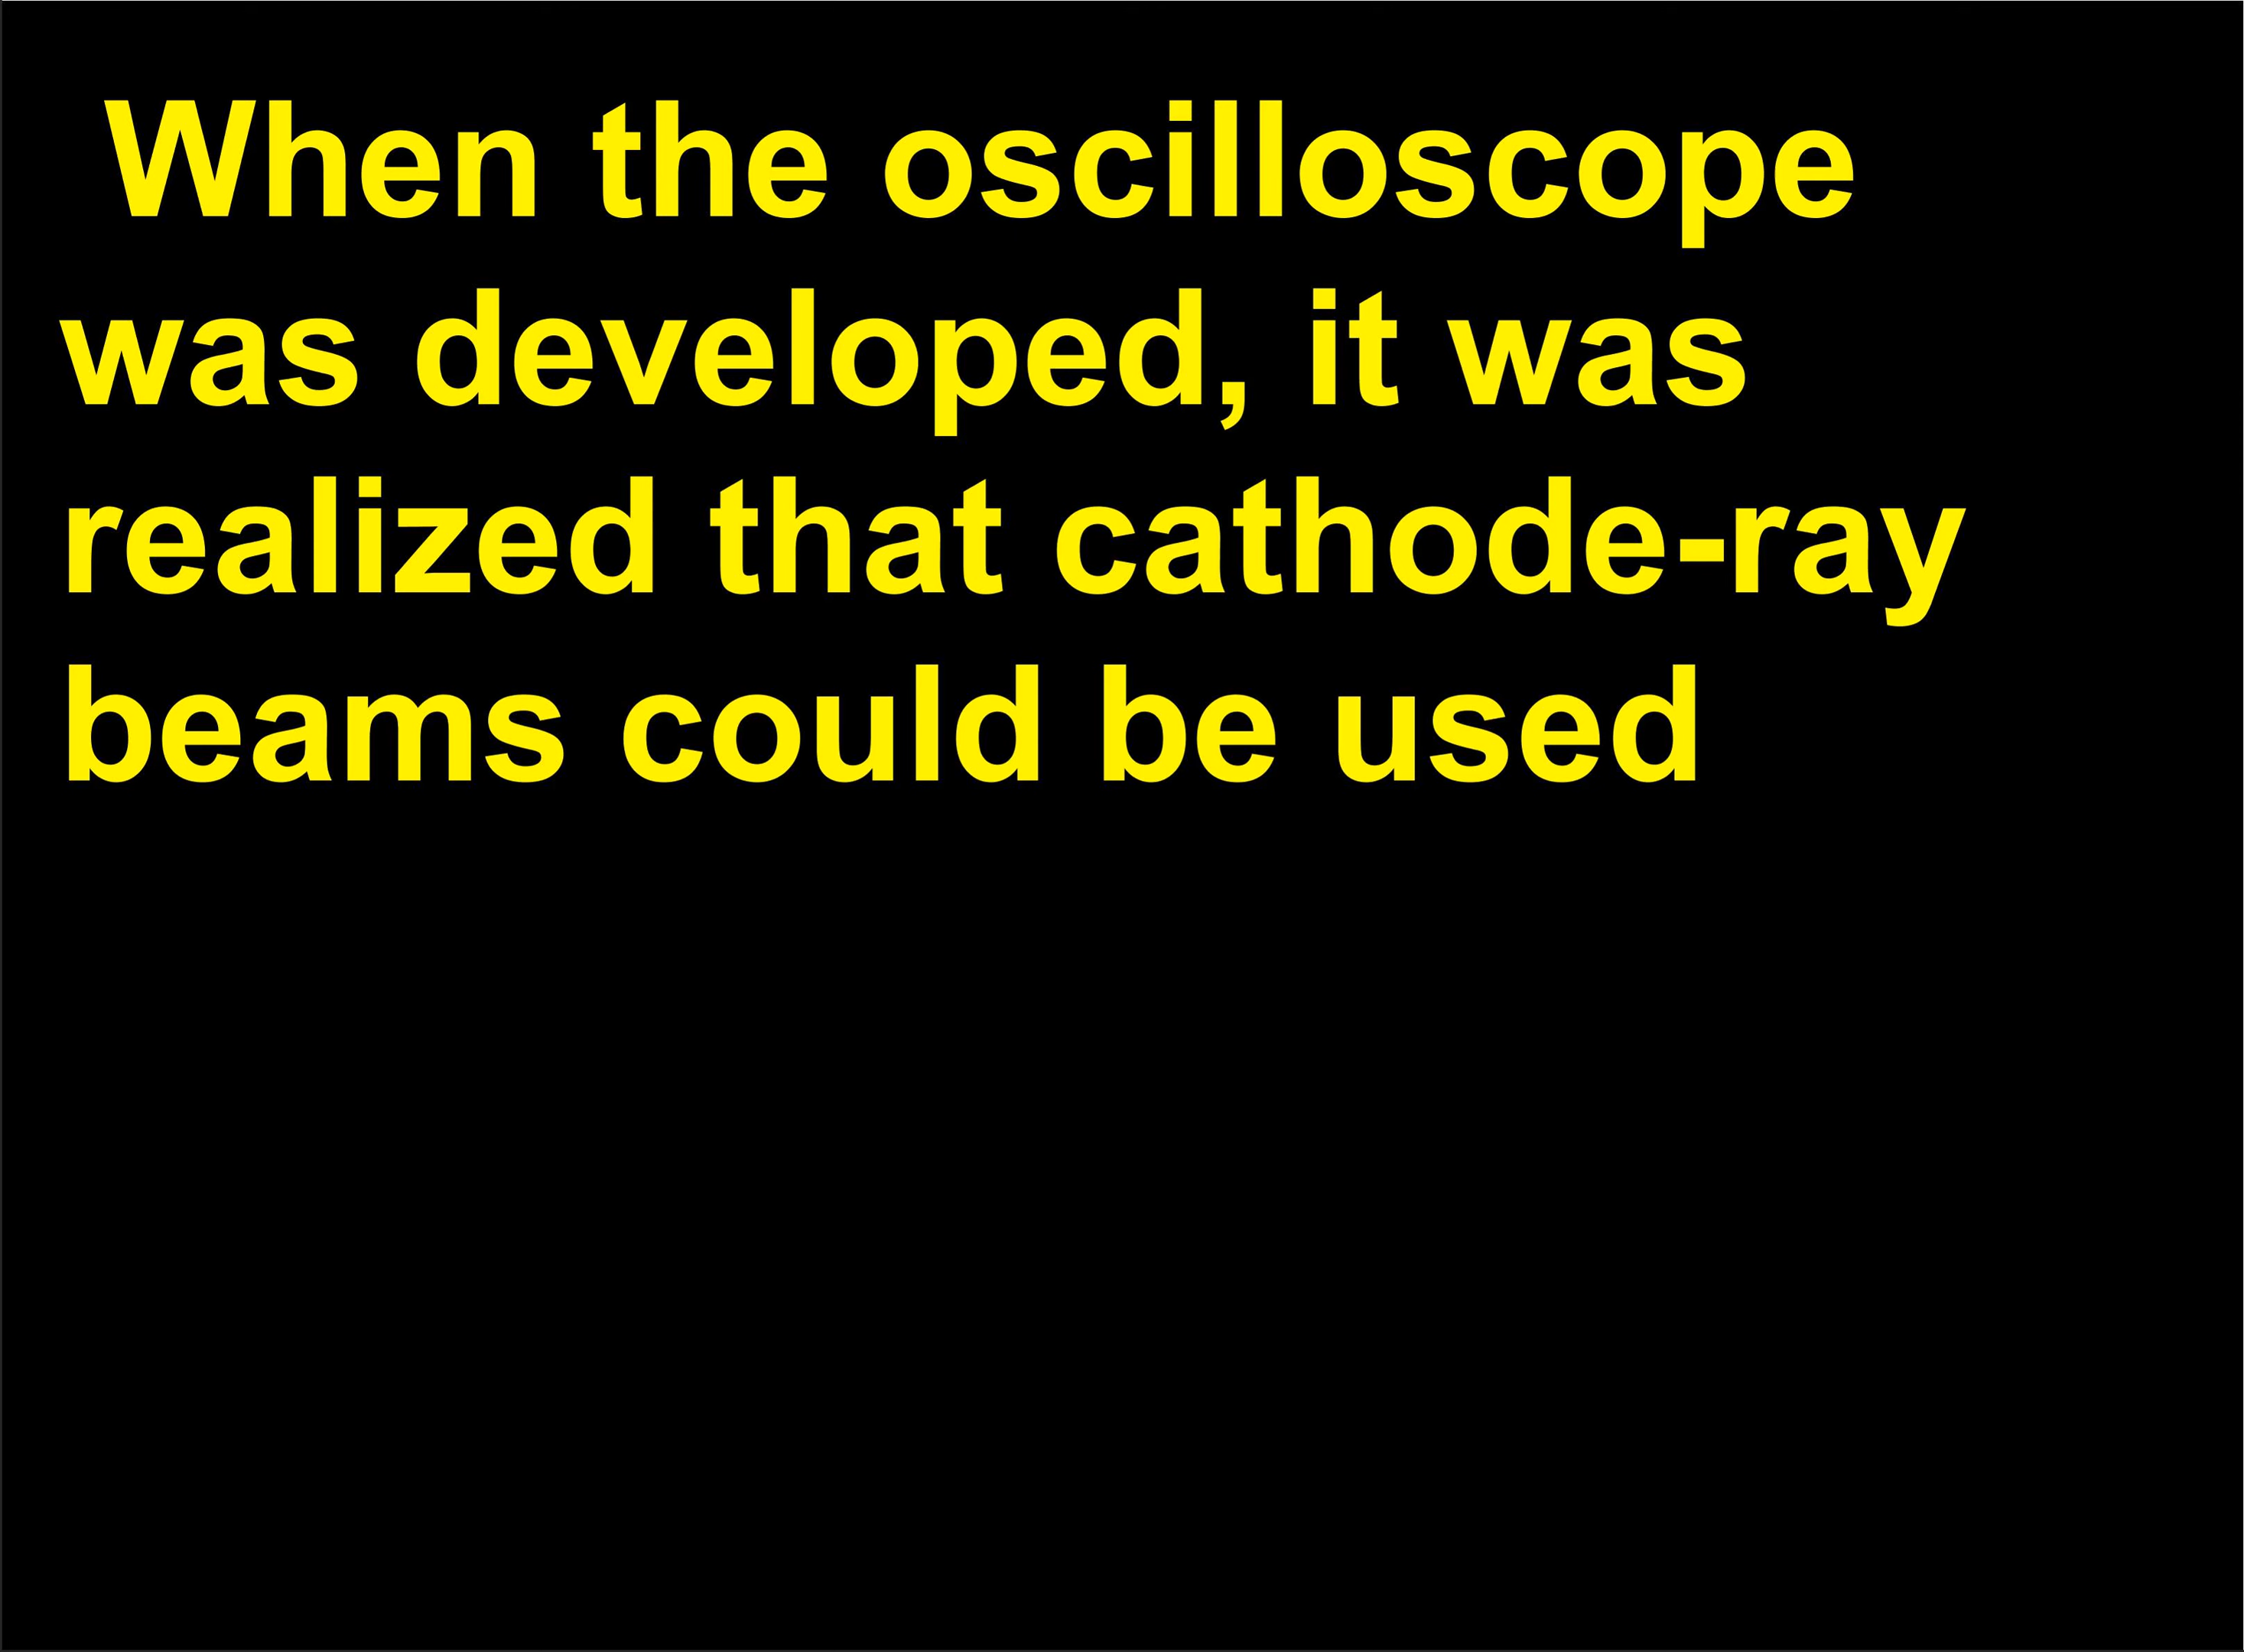 When the oscilloscope
was developed, it was
realized that cathode-ray
beams could be used